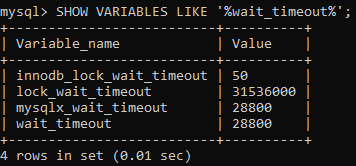 mysql> SHOW VARIABLES LIKE '%wait_timeout%';
+--------------------------+----------+
| Variable_name            | Value    |
+--------------------------+----------+
| innodb_lock_wait_timeout | 50       |
| lock_wait_timeout        | 31536000 |
| mysqlx_wait_timeout      | 28800    |
| wait_timeout             | 28800    |
+--------------------------+----------+
4 rows in set (0.01 sec)